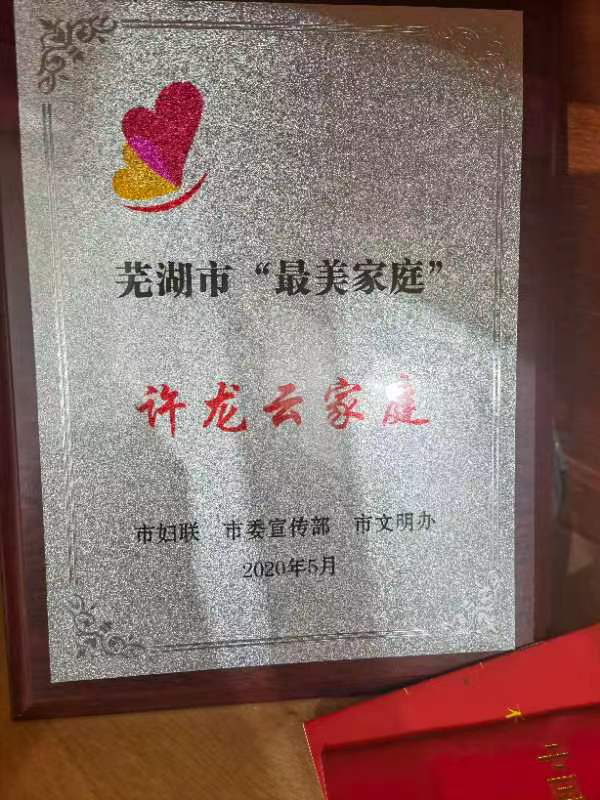 芜湖市“最美家庭”
许龙云家庭
市妇联 市委宣传部 市文明办
2020年5月